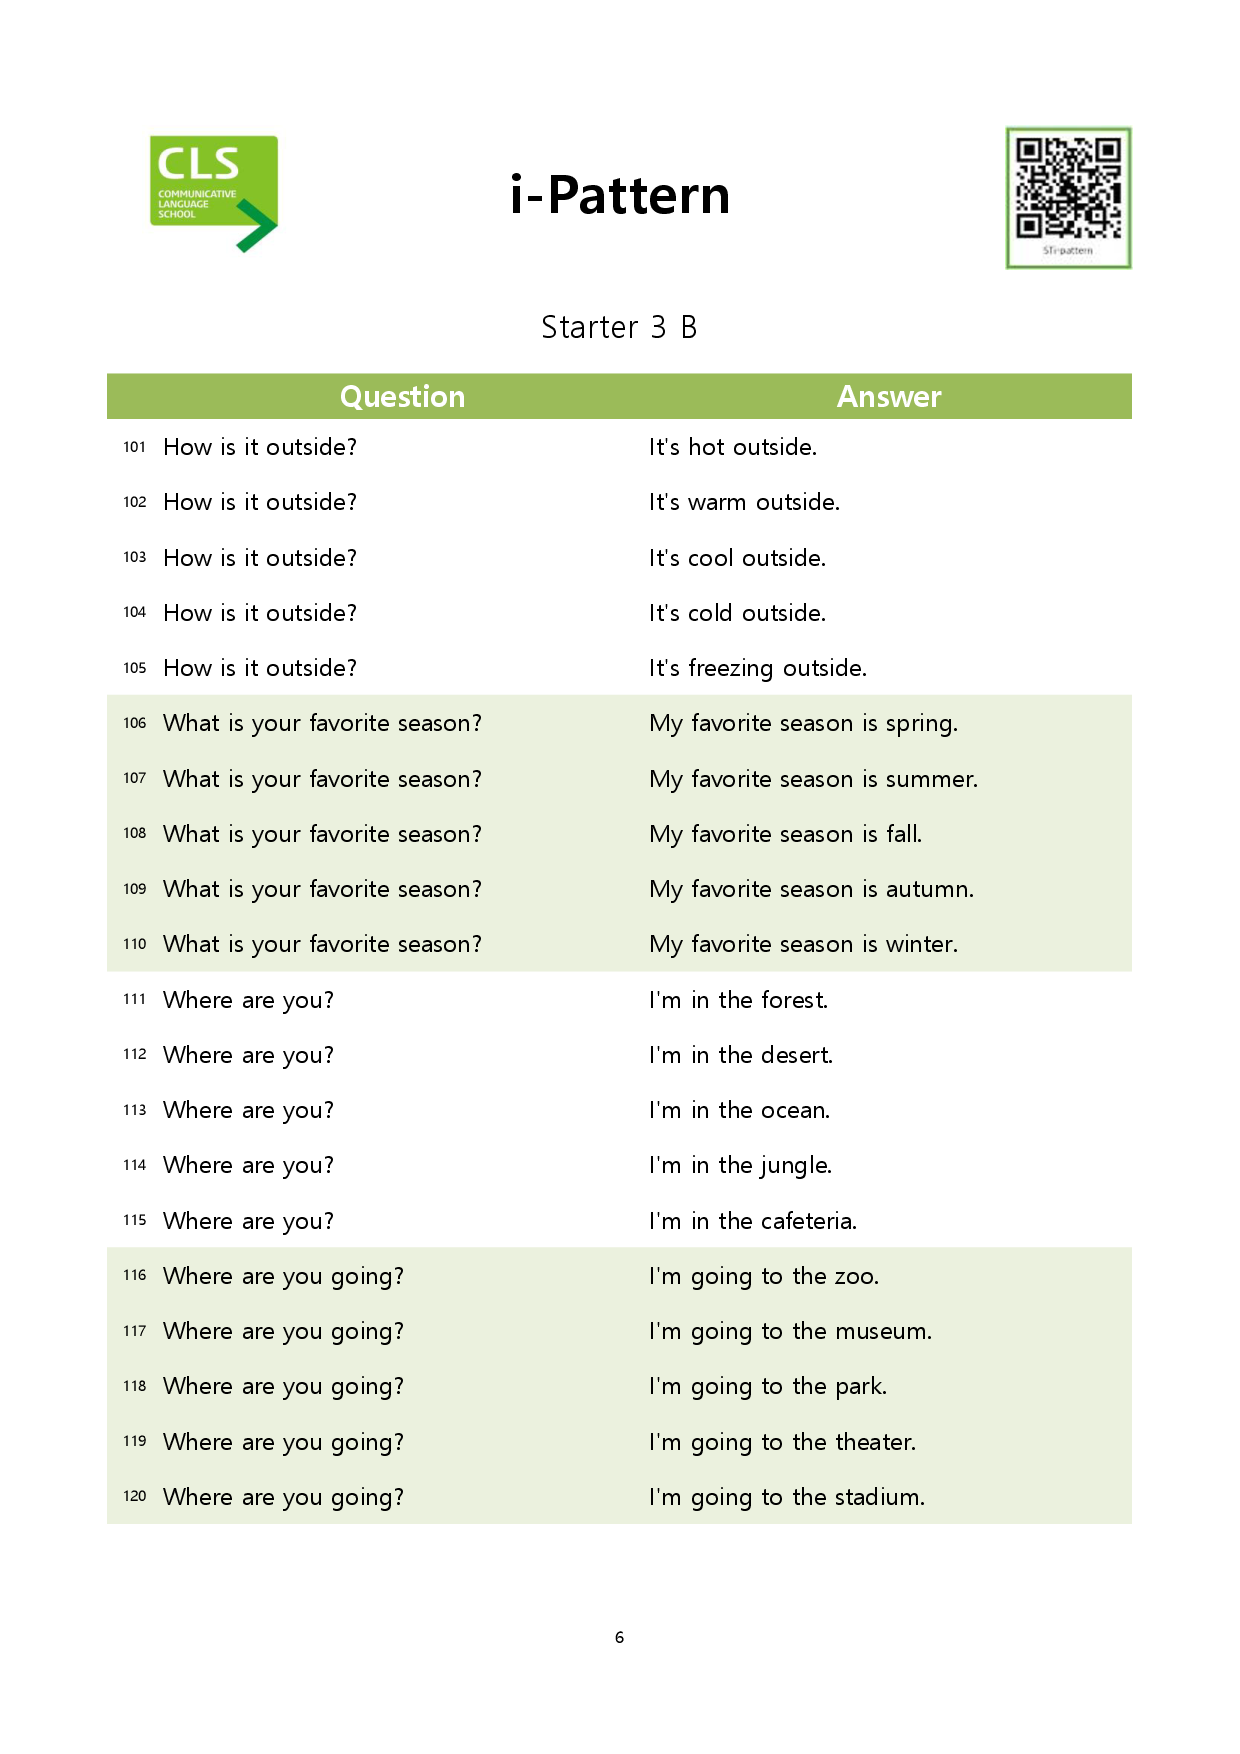 CLS
COMMUNICATIVE
LANGUAGE
SCHOOL
i-Pattern
STi-pattern
Starter 3 B
Question Answer
101 How is it outside? It's hot outside.
102 How is it outside? It's warm outside.
103 How is it outside? It's cool outside.
104 How is it outside? It's cold outside.
105 How is it outside? It's freezing outside.
106 What is your favorite season? My favorite season is spring.
107 What is your favorite season? My favorite season is summer.
108 What is your favorite season? My favorite season is fall.
109 What is your favorite season? My favorite season is autumn.
110 What is your favorite season? My favorite season is winter.
111 Where are you? I'm in the forest.
112 Where are you? I'm in the desert.
113 Where are you? I'm in the ocean.
114 Where are you? I'm in the jungle.
115 Where are you? I'm in the cafeteria.
116 Where are you going? I'm going to the zoo.
117 Where are you going? I'm going to the museum.
118 Where are you going? I'm going to the park.
119 Where are you going? I'm going to the theater.
120 Where are you going? I'm going to the stadium.
6